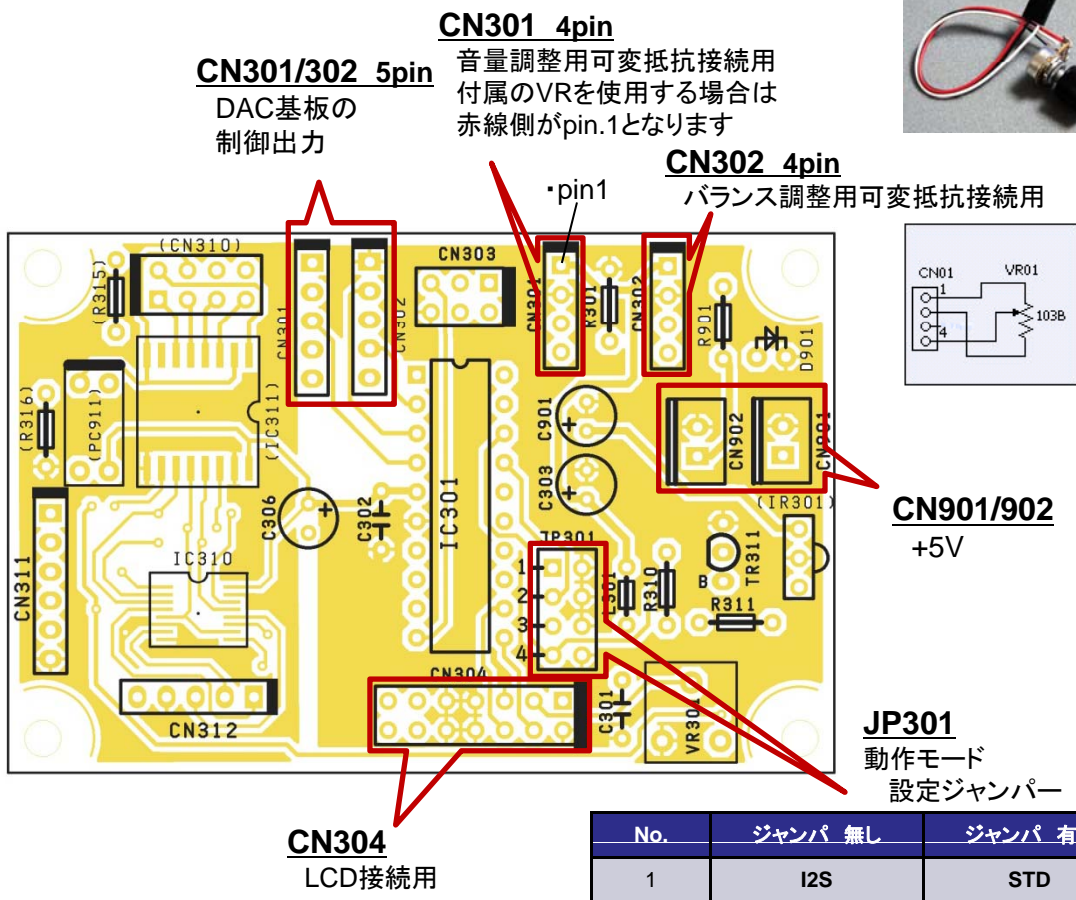 CN301 4pin
音量調整用可変抵抗接続用
付属のVRを使用する場合は
赤線側がpin.1となります
CN301/302 5pin
DAC基板の
制御出力
CN302 4pin
バランス調整用可変抵抗接続用
・pin1
(CN310)
CN303
(R315)
CN301
CN302
CN301
R301
CN302
R901
D901
CN01
VR01
1
4
103B
(R316)
(PC911)
(IC311)
C901
CN902
CN901
C303
(IR301)
CN901/902
+5V
C306
C302
IC301
JP301
1
2
3
4
L301
R310
TR311
B
R311
CN311
IC310
CN304
CN312
C301
VR301
JP301
動作モード
設定ジャンパー
CN304
LCD接続用
No. ジャンパ 無し ジャンパ 有
1 I2S STD